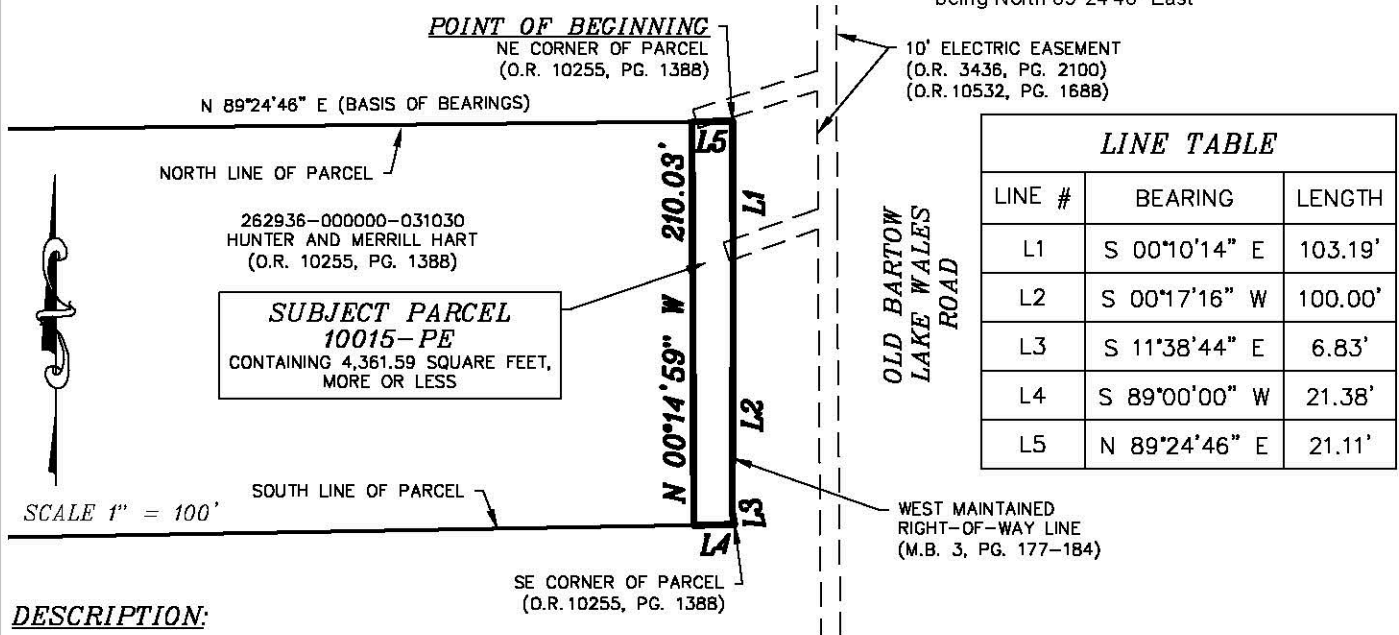 being North 89°24'46" East
POINT OF BEGINNING
NE CORNER OF PARCEL
(O.R. 10255, PG. 1388)
10' ELECTRIC EASEMENT
(O.R. 3436, PG. 2100)
(O.R. 10532, PG. 1688)
N 89°24'46" E (BASIS OF BEARINGS)
NORTH LINE OF PARCEL
262936-000000-031030
HUNTER AND MERRILL HART
(O.R. 10255, PG. 1388)
SUBJECT PARCEL
10015-PE
CONTAINING 4,361.59 SQUARE FEET,
MORE OR LESS
L5
N 00°14'59" W 210.03'
L1
L2
L3
L4
OLD BARTOW
LAKE WALES
ROAD
LINE TABLE
LINE # BEARING LENGTH
L1 S 00°10'14" E 103.19'
L2 S 00°17'16" W 100.00'
L3 S 11°38'44" E 6.83'
L4 S 89°00'00" W 21.38'
L5 N 89°24'46" E 21.11'
SCALE 1" = 100'
SOUTH LINE OF PARCEL
WEST MAINTAINED
RIGHT-OF-WAY LINE
(M.B. 3, PG. 177-184)
SE CORNER OF PARCEL
(O.R. 10255, PG. 1388)
DESCRIPTION: